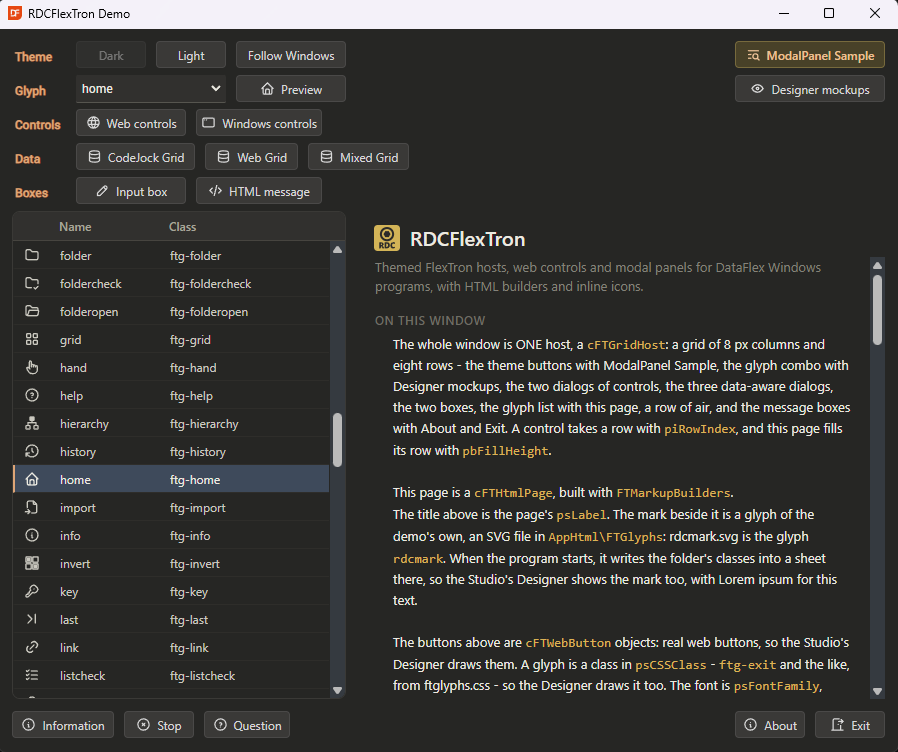 RDCFlexTron Demo
Theme Dark Light Follow Windows ModalPanel Sample
Glyph home Preview Designer mockups
Controls Web controls Windows controls
Data CodeJock Grid Web Grid Mixed Grid
Boxes Input box HTML message
Name Class
folder ftg-folder
foldercheck ftg-foldercheck
folderopen ftg-folderopen
grid ftg-grid
hand ftg-hand
help ftg-help
hierarchy ftg-hierarchy
history ftg-history
home ftg-home
import ftg-import
info ftg-info
invert ftg-invert
key ftg-key
last ftg-last
link ftg-link
listcheck ftg-listcheck
RDC
RDCFlexTron
Themed FlexTron hosts, web controls and modal panels for DataFlex Windows
programs, with HTML builders and inline icons.
ON THIS WINDOW
The whole window is ONE host, a cFTGridHost: a grid of 8 px columns and
eight rows - the theme buttons with ModalPanel Sample, the glyph combo with
Designer mockups, the two dialogs of controls, the three data-aware dialogs,
the two boxes, the glyph list with this page, a row of air, and the message boxes
with About and Exit. A control takes a row with piRowIndex, and this page fills
its row with pbFillHeight.
This page is a cFTHtmlPage, built with FTMarkupBuilders.
The title above is the page's psLabel. The mark beside it is a glyph of the
demo's own, an SVG file in AppHtml\FTGlyphs: rdcmark.svg is the glyph
rdcmark. When the program starts, it writes the folder's classes into a sheet
there, so the Studio's Designer shows the mark too, with Lorem ipsum for this
text.
The buttons above are cFTWebButton objects: real web buttons, so the Studio's
Designer draws them. A glyph is a class in psCSSClass - ftg-exit and the like,
from ftglyphs.css - so the Designer draws it too. The font is psFontFamily,
Information Stop Question About Exit